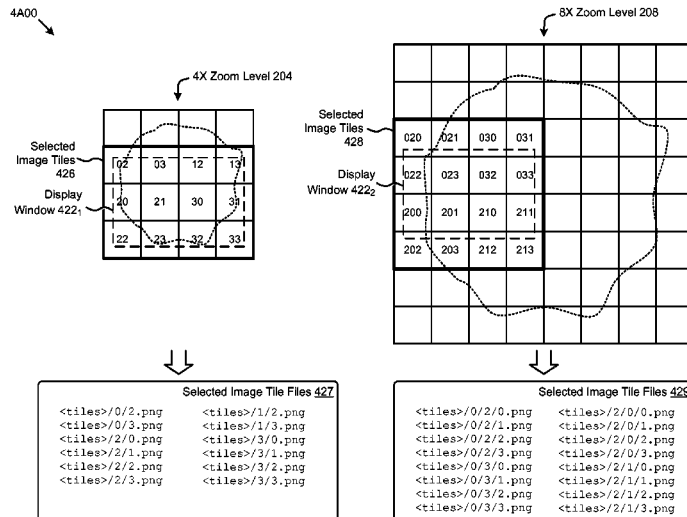 4A00
8X Zoom Level 208
4X Zoom Level 204
Selected
Image Tiles
426
Display
Window 422₁
02 03 12 13
20 21 30 31
22 23 32 33
Selected
Image Tiles
428
Display
Window 422₂
020 021 030 031
022 023 032 033
200 201 210 211
202 203 212 213
Selected Image Tile Files 427
<tiles>/0/2.png <tiles>/1/2.png
<tiles>/0/3.png <tiles>/1/3.png
<tiles>/2/0.png <tiles>/3/0.png
<tiles>/2/1.png <tiles>/3/1.png
<tiles>/2/2.png <tiles>/3/2.png
<tiles>/2/3.png <tiles>/3/3.png
Selected Image Tile Files 429
<tiles>/0/2/0.png <tiles>/2/0/0.png
<tiles>/0/2/1.png <tiles>/2/0/1.png
<tiles>/0/2/2.png <tiles>/2/0/2.png
<tiles>/0/2/3.png <tiles>/2/0/3.png
<tiles>/0/3/0.png <tiles>/2/1/0.png
<tiles>/0/3/1.png <tiles>/2/1/1.png
<tiles>/0/3/2.png <tiles>/2/1/2.png
<tiles>/0/3/3.png <tiles>/2/1/3.png